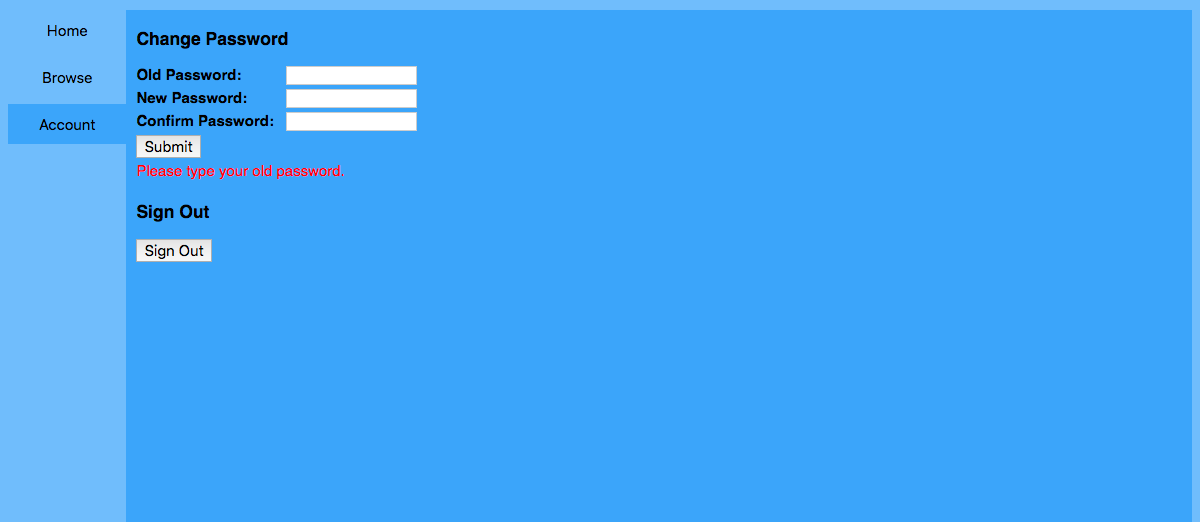 Home
Browse
Account
Change Password
Old Password:
New Password:
Confirm Password:
Submit
Please type your old password.
Sign Out
Sign Out